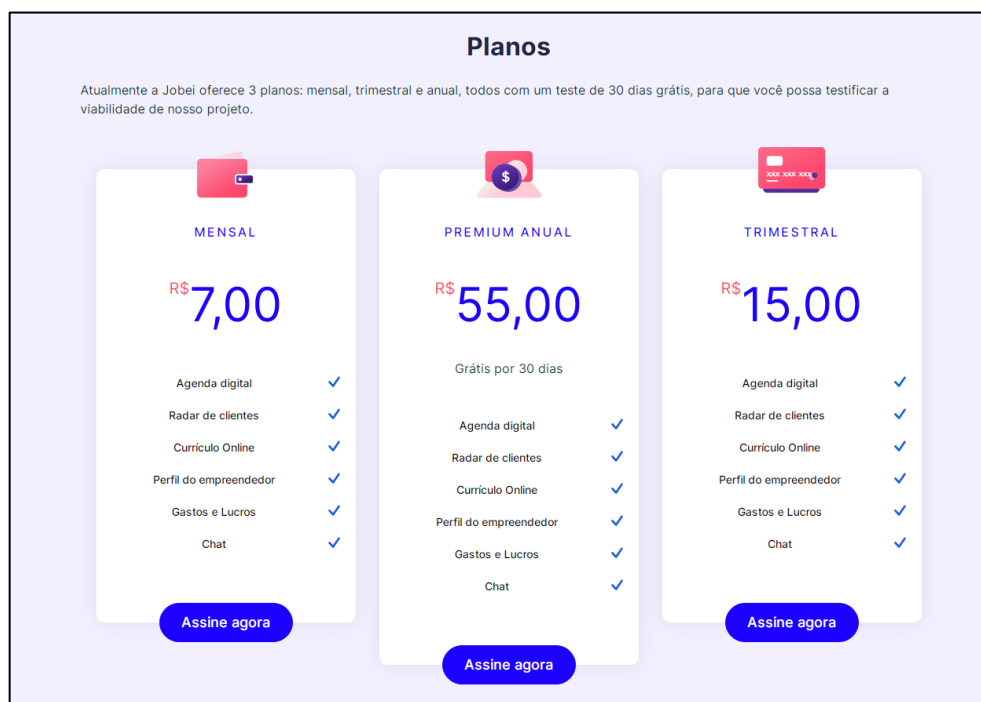 Planos
Atualmente a Jobei oferece 3 planos: mensal, trimestral e anual, todos com um teste de 30 dias grátis, para que você possa testificar a
viabilidade de nosso projeto.
MENSAL
R$7,00
Agenda digital
Radar de clientes
Currículo Online
Perfil do empreendedor
Gastos e Lucros
Chat
Assine agora
$
PREMIUM ANUAL
R$55,00
Grátis por 30 dias
Agenda digital
Radar de clientes
Currículo Online
Perfil do empreendedor
Gastos e Lucros
Chat
Assine agora
XXX XXX XXX
TRIMESTRAL
R$15,00
Agenda digital
Radar de clientes
Currículo Online
Perfil do empreendedor
Gastos e Lucros
Chat
Assine agora